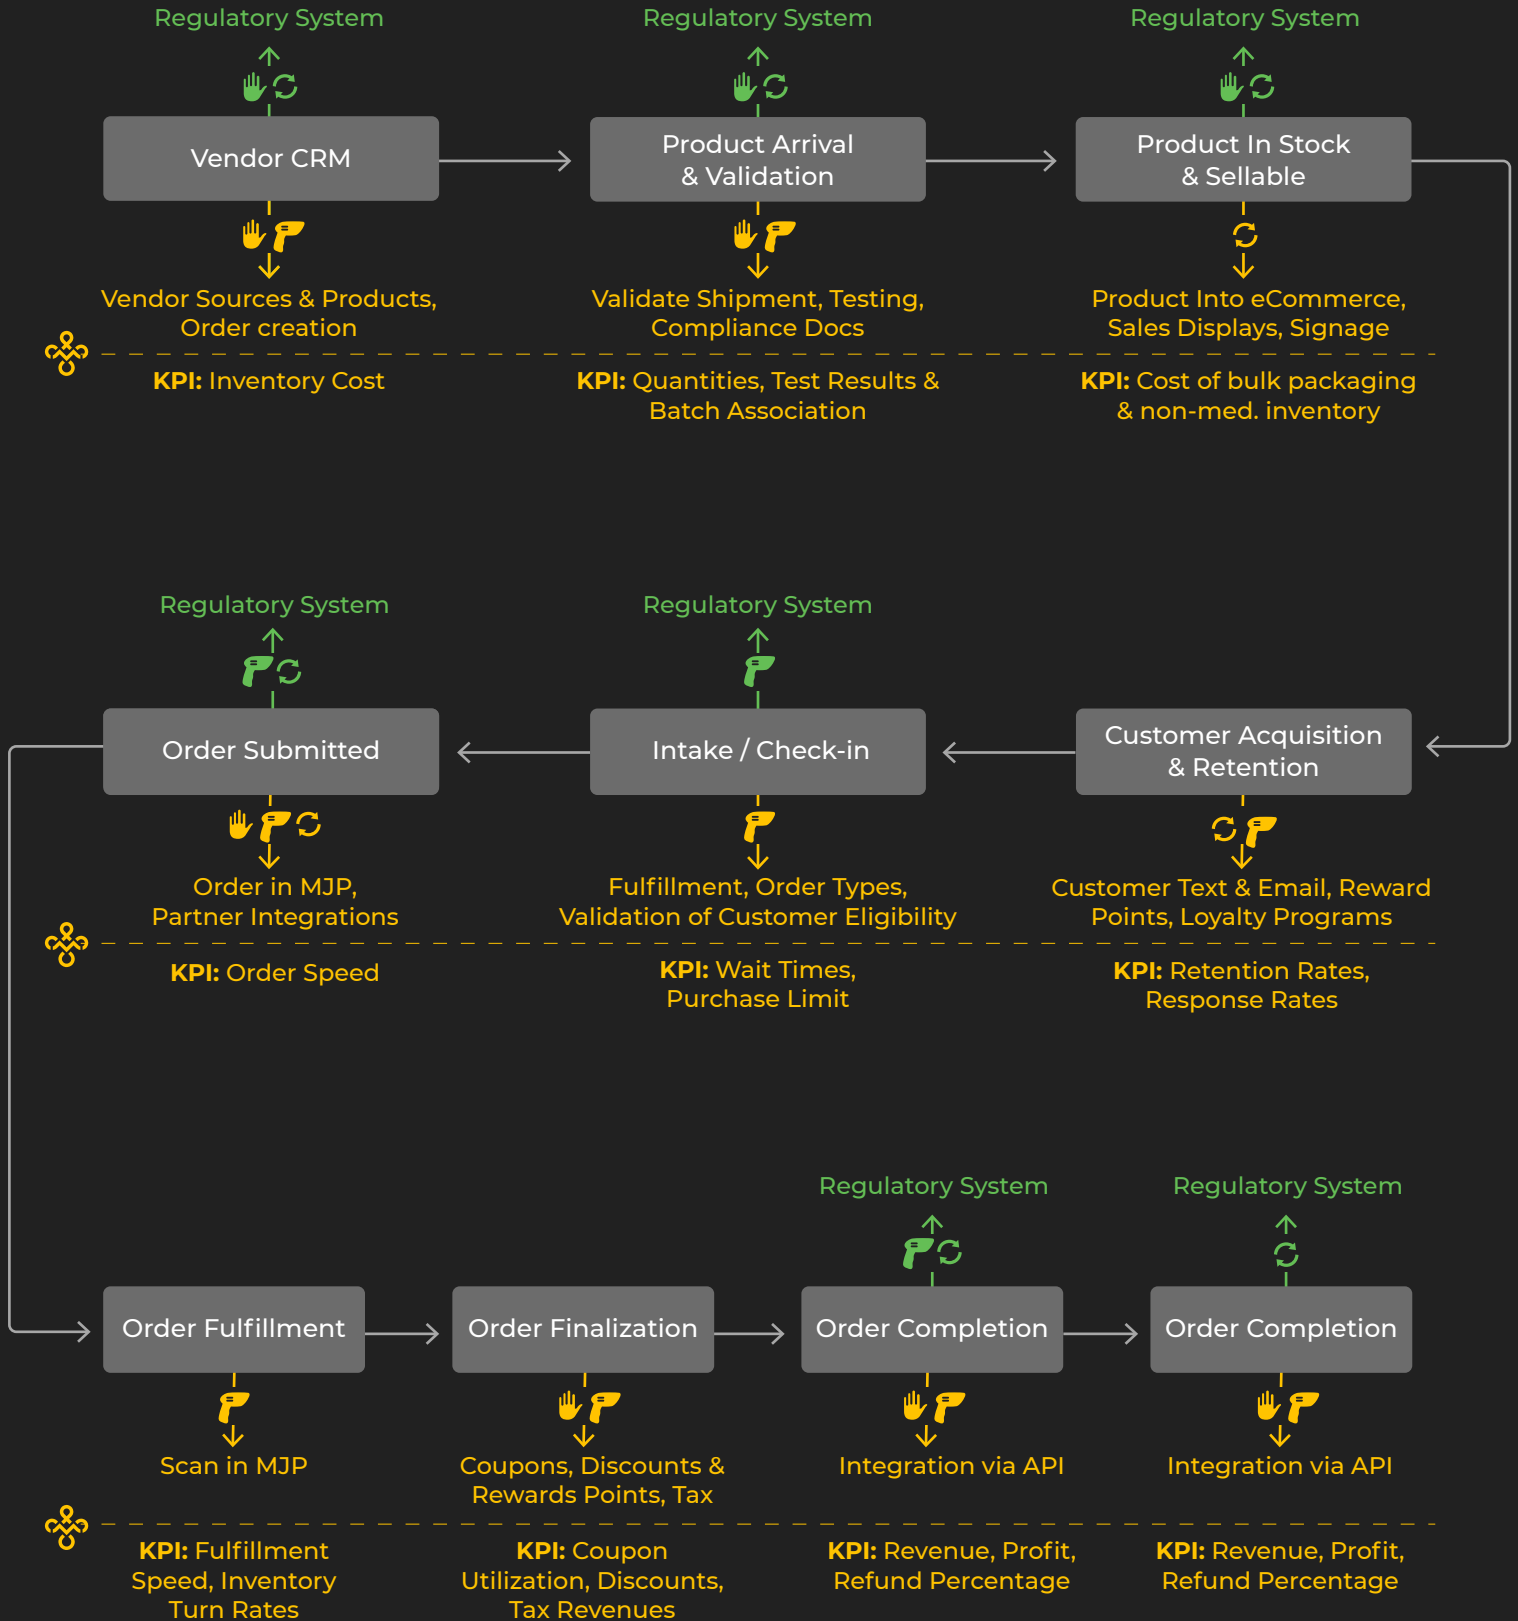 Regulatory System
Regulatory System
Regulatory System
Vendor CRM
Product Arrival
& Validation
Product In Stock
& Sellable
Vendor Sources & Products,
Order creation
Validate Shipment, Testing,
Compliance Docs
Product Into eCommerce,
Sales Displays, Signage
KPI: Inventory Cost
KPI: Quantities, Test Results &
Batch Association
KPI: Cost of bulk packaging
& non-med. inventory
Regulatory System
Regulatory System
Order Submitted
Intake / Check-in
Customer Acquisition
& Retention
Order in MJP,
Partner Integrations
Fulfillment, Order Types,
Validation of Customer Eligibility
Customer Text & Email, Reward
Points, Loyalty Programs
KPI: Order Speed
KPI: Wait Times,
Purchase Limit
KPI: Retention Rates,
Response Rates
Regulatory System
Regulatory System
Order Fulfillment
Order Finalization
Order Completion
Order Completion
Scan in MJP
Coupons, Discounts &
Rewards Points, Tax
Integration via API
Integration via API
KPI: Fulfillment
Speed, Inventory
Turn Rates
KPI: Coupon
Utilization, Discounts,
Tax Revenues
KPI: Revenue, Profit,
Refund Percentage
KPI: Revenue, Profit,
Refund Percentage